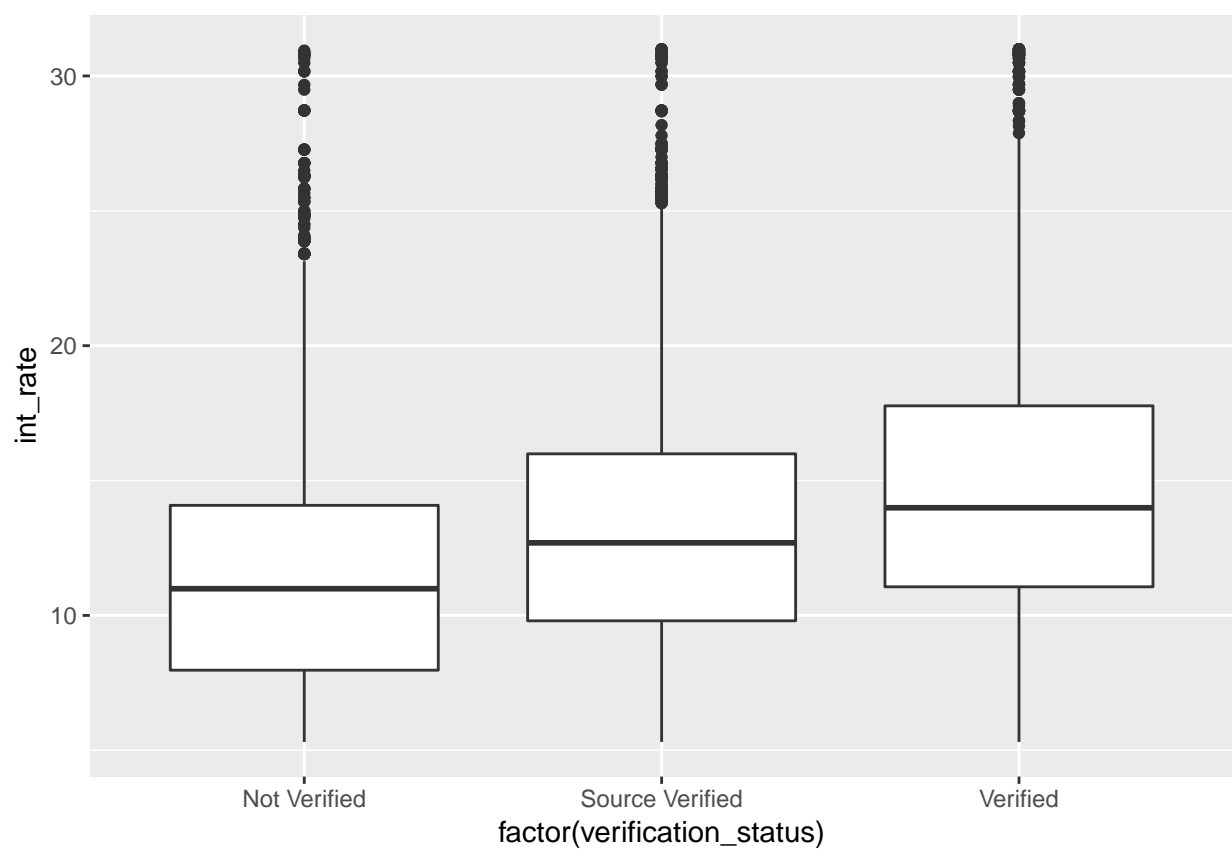 30
20
10
int_rate
Not Verified
Source Verified
Verified
factor(verification_status)